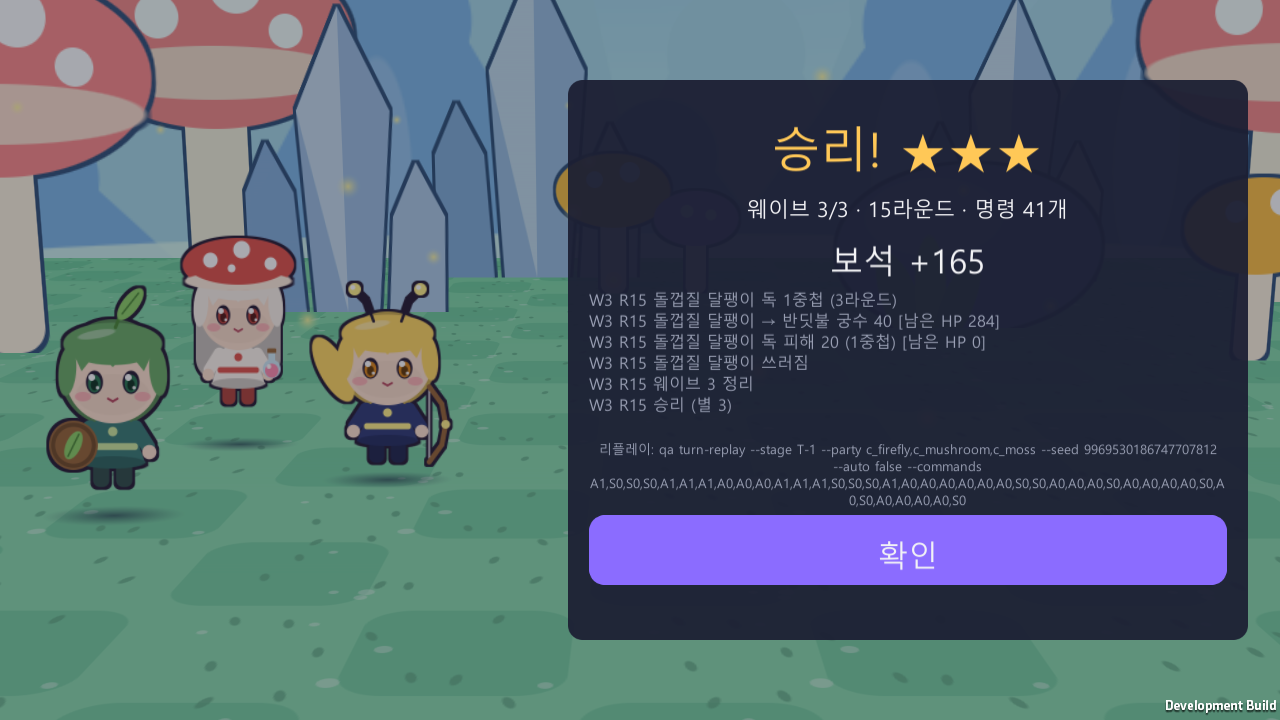 승리! ★★★
웨이브 3/3 · 15라운드 · 명령 41개
보석 +165
W3 R15 돌껍질 달팽이 독 1중첩 (3라운드)
W3 R15 돌껍질 달팽이 → 반딧불 궁수 40 [남은 HP 284]
W3 R15 돌껍질 달팽이 독 피해 20 (1중첩) [남은 HP 0]
W3 R15 돌껍질 달팽이 쓰러짐
W3 R15 웨이브 3 정리
W3 R15 승리 (별 3)
리플레이: qa turn-replay --stage T-1 --party c_firefly,c_mushroom,c_moss --seed 9969530186747707812
--auto false --commands
A1,S0,S0,S0,A1,A1,A1,A0,A0,A0,A1,A1,A1,S0,S0,S0,A1,A0,A0,A0,A0,A0,A0,S0,S0,A0,A0,A0,S0,A0,A0,A0,A0,S0,A
0,S0,A0,A0,A0,A0,S0
확인
Development Build